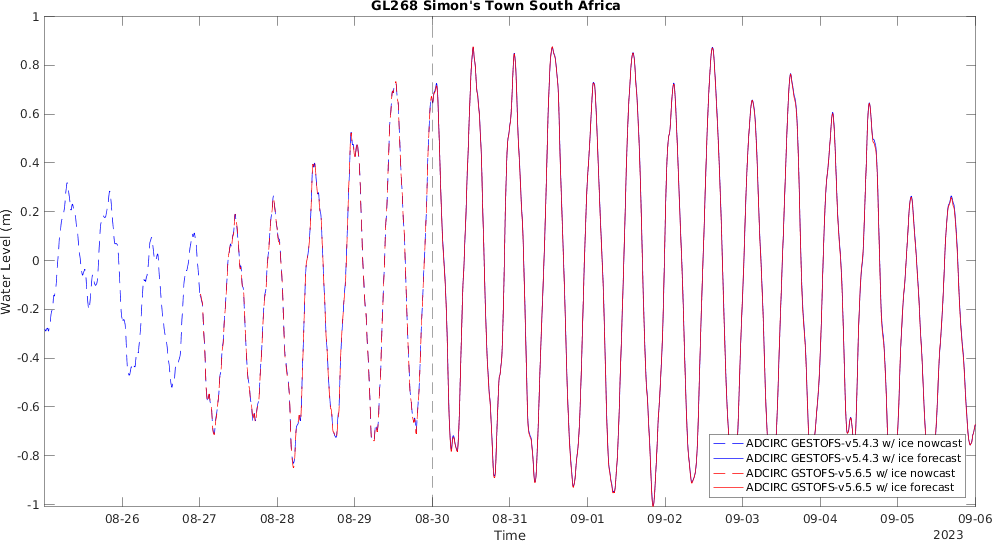 GL268 Simon's Town South Africa
1
0.8
0.6
0.4
0.2
0
-0.2
-0.4
-0.6
-0.8
-1
Water Level (m)
ADCIRC GESTOFS-v5.4.3 w/ ice nowcast
ADCIRC GESTOFS-v5.4.3 w/ ice forecast
ADCIRC GSTOFS-v5.6.5 w/ ice nowcast
ADCIRC GSTOFS-v5.6.5 w/ ice forecast
08-26 08-27 08-28 08-29 08-30 08-31 09-01 09-02 09-03 09-04 09-05 09-06
Time
2023